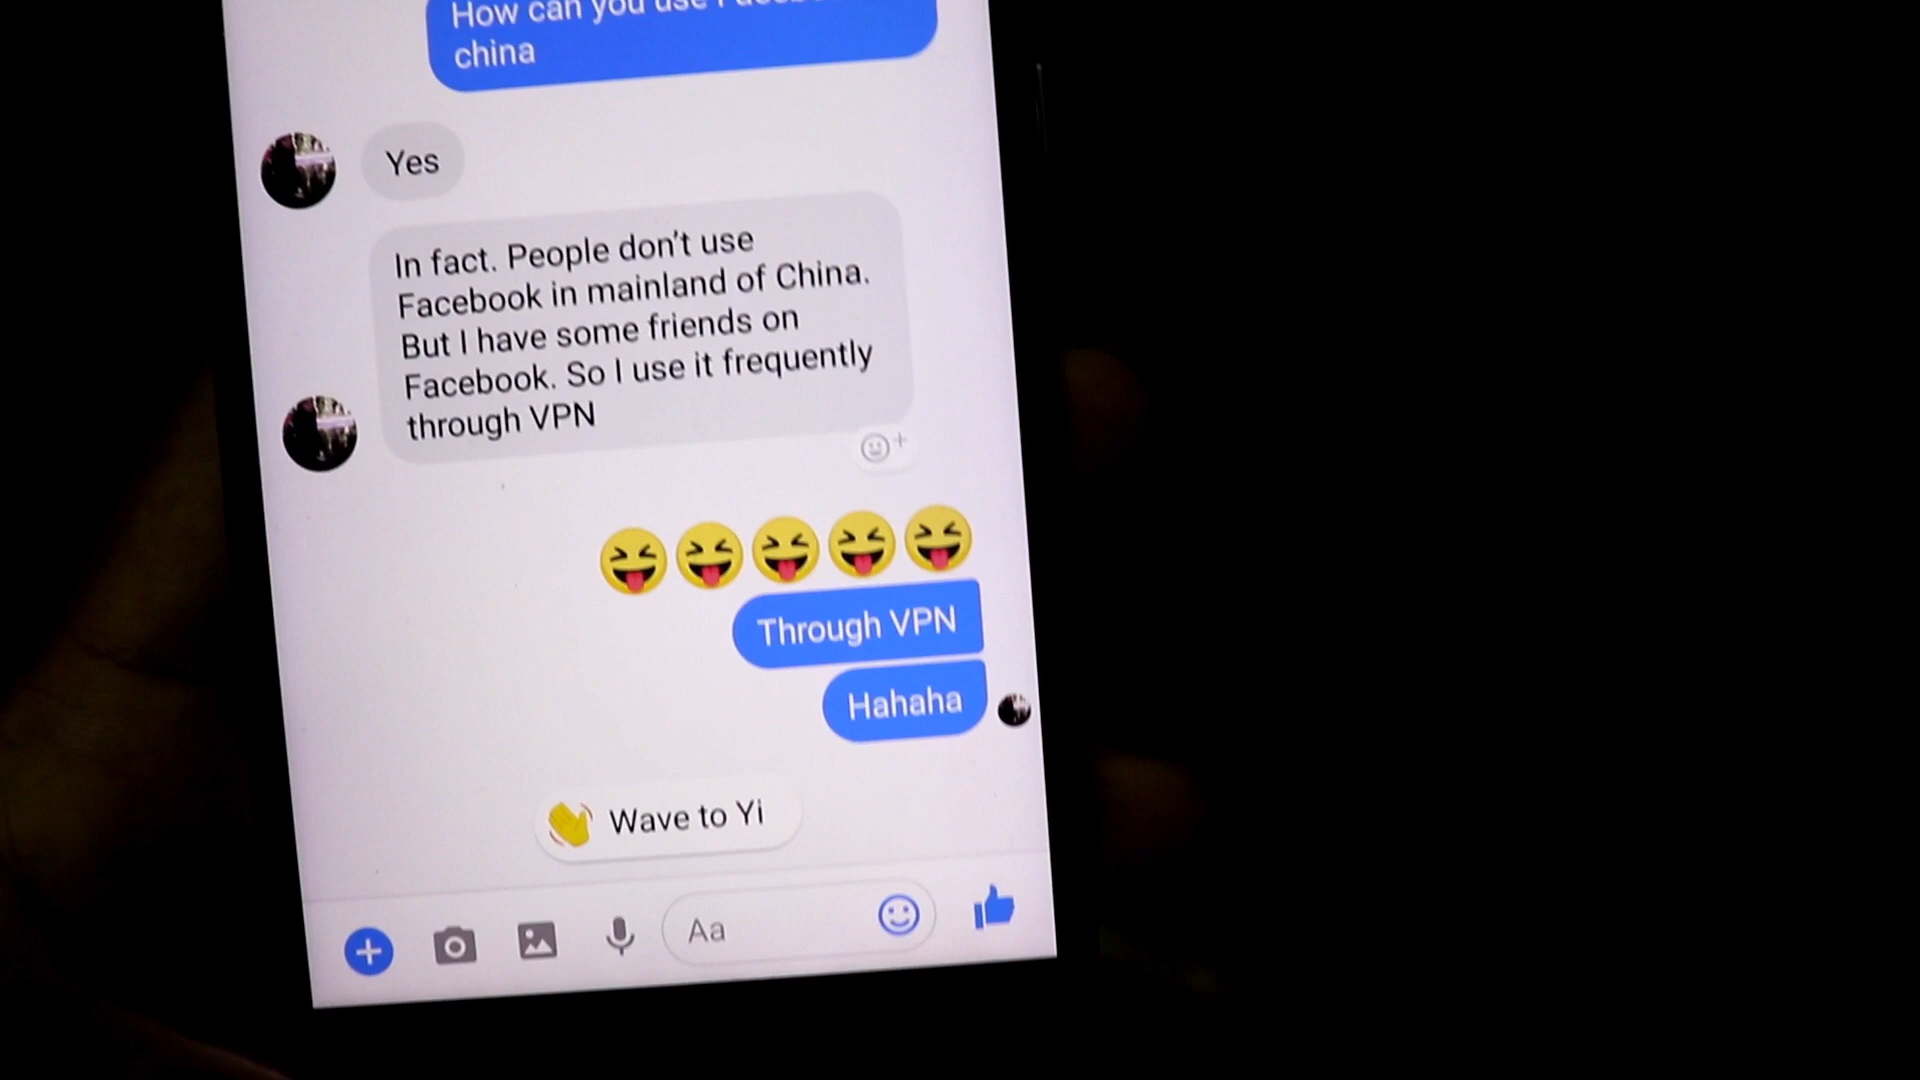 How can you use
china
Yes
In fact. People don't use
Facebook in mainland of China.
But I have some friends on
Facebook. So I use it frequently
through VPN
😝😝😝😝😝
Through VPN
Hahaha
👋 Wave to Yi
Aa